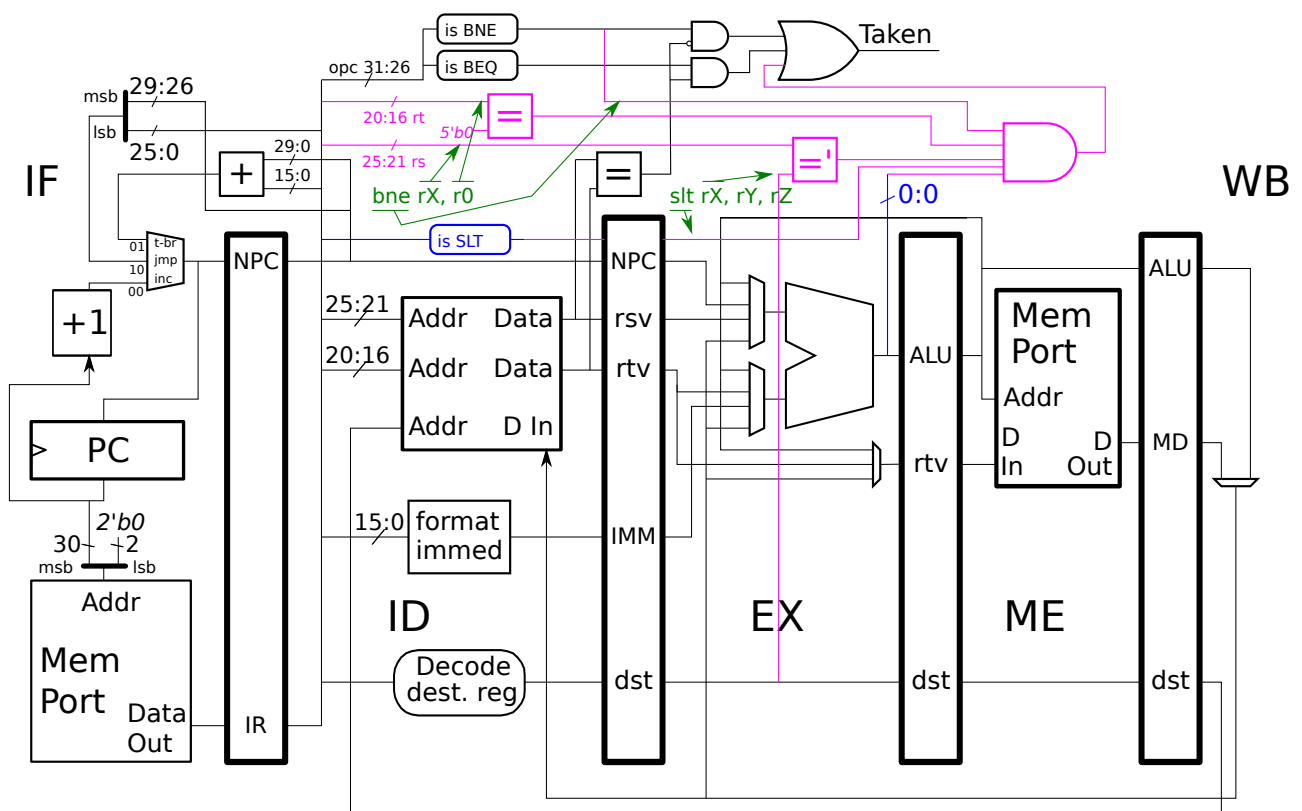 is BNE
Taken
opc 31:26
is BEQ
29:26
msb
lsb
25:0
20:16 rt
=
5'b0
25:21 rs
='
29:0
15:0
+
=
IF
bne rX, r0
slt rX, rY, rZ
0:0
WB
is SLT
01
t-br
jmp
10
inc
00
NPC
NPC
ALU
+1
25:21
Addr
Data
rsv
20:16
Addr
Data
rtv
ALU
Mem
Port
Addr
Addr
D In
PC
D
In
D
Out
MD
rtv
2'b0
30
2
msb
lsb
15:0
format
immed
IMM
Addr
Mem
Port
Data
Out
ID
EX
ME
Decode
dest. reg
dst
dst
dst
IR